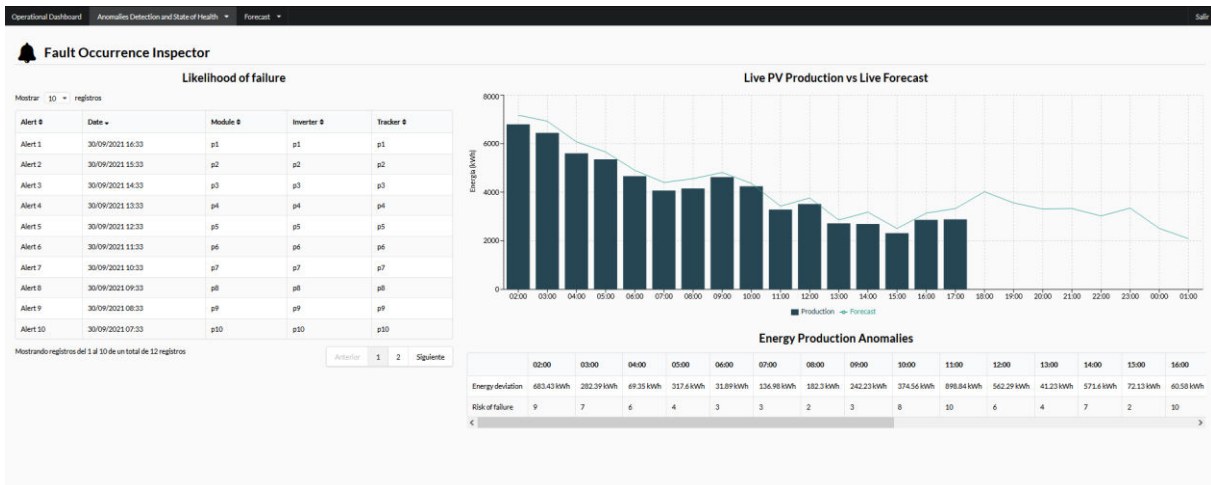 Operational Dashboard Anomalies Detection and State of Health Forecast Salir
Fault Occurrence Inspector
Likelihood of failure
Mostrar 10 registros
Alert Date Module Inverter Tracker
Alert 1 30/09/2021 16:33 p1 p1 p1
Alert 2 30/09/2021 15:33 p2 p2 p2
Alert 3 30/09/2021 14:33 p3 p3 p3
Alert 4 30/09/2021 13:33 p4 p4 p4
Alert 5 30/09/2021 12:33 p5 p5 p5
Alert 6 30/09/2021 11:33 p6 p6 p6
Alert 7 30/09/2021 10:33 p7 p7 p7
Alert 8 30/09/2021 09:33 p8 p8 p8
Alert 9 30/09/2021 08:33 p9 p9 p9
Alert 10 30/09/2021 07:33 p10 p10 p10
Mostrando registros del 1 al 10 de un total de 12 registros
Anterior 1 2 Siguiente
Live PV Production vs Live Forecast
Energía (kWh)
8000
6000
4000
2000
0
02:00 03:00 04:00 05:00 06:00 07:00 08:00 09:00 10:00 11:00 12:00 13:00 14:00 15:00 16:00 17:00 18:00 19:00 20:00 21:00 22:00 23:00 00:00 01:00
Production Forecast
Energy Production Anomalies
02:00 03:00 04:00 05:00 06:00 07:00 08:00 09:00 10:00 11:00 12:00 13:00 14:00 15:00 16:00
Energy deviation 683.43 kWh 282.39 kWh 69.35 kWh 317.6 kWh 31.89 kWh 136.98 kWh 182.3 kWh 242.23 kWh 374.56 kWh 898.84 kWh 562.29 kWh 41.23 kWh 571.6 kWh 72.13 kWh 60.58 kWh
Risk of failure 9 7 6 4 3 3 2 3 8 10 6 4 7 2 10